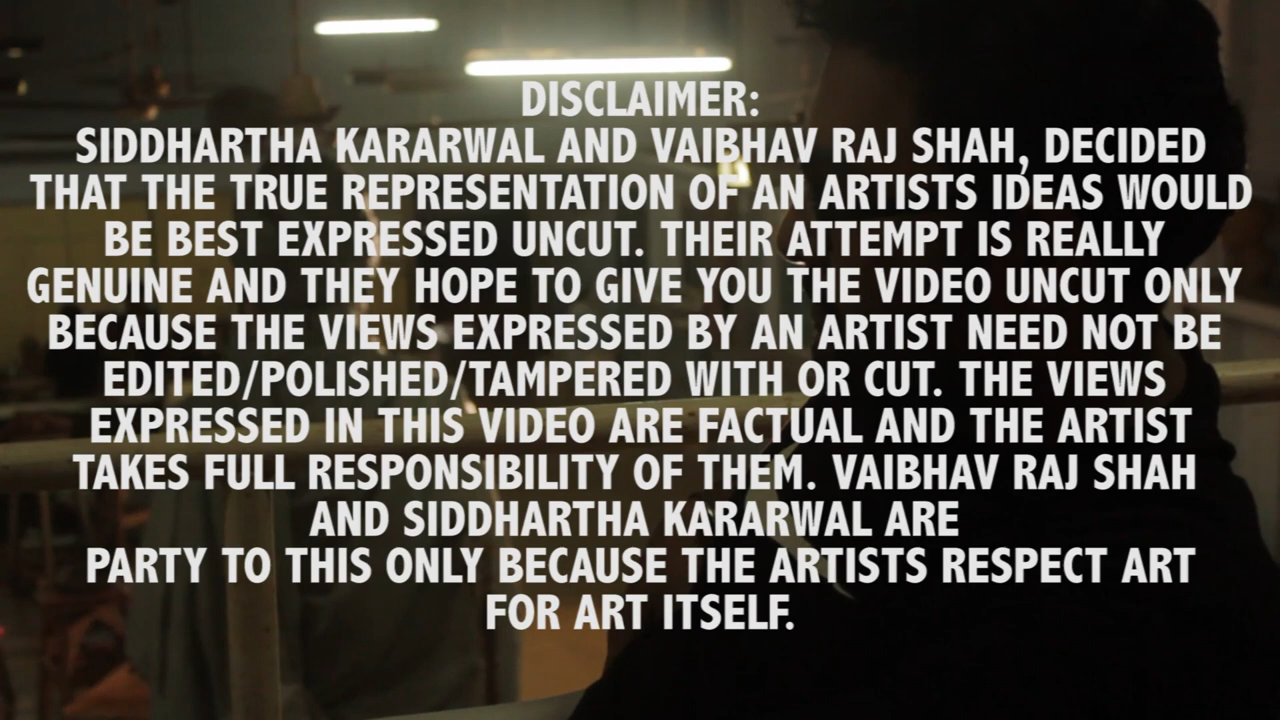 DISCLAIMER:
SIDDHARTHA KARARWAL AND VAIBHAV RAJ SHAH, DECIDED
THAT THE TRUE REPRESENTATION OF AN ARTISTS IDEAS WOULD
BE BEST EXPRESSED UNCUT. THEIR ATTEMPT IS REALLY
GENUINE AND THEY HOPE TO GIVE YOU THE VIDEO UNCUT ONLY
BECAUSE THE VIEWS EXPRESSED BY AN ARTIST NEED NOT BE
EDITED/POLISHED/TAMPERED WITH OR CUT. THE VIEWS
EXPRESSED IN THIS VIDEO ARE FACTUAL AND THE ARTIST
TAKES FULL RESPONSIBILITY OF THEM. VAIBHAV RAJ SHAH
AND SIDDHARTHA KARARWAL ARE
PARTY TO THIS ONLY BECAUSE THE ARTISTS RESPECT ART
FOR ART ITSELF.